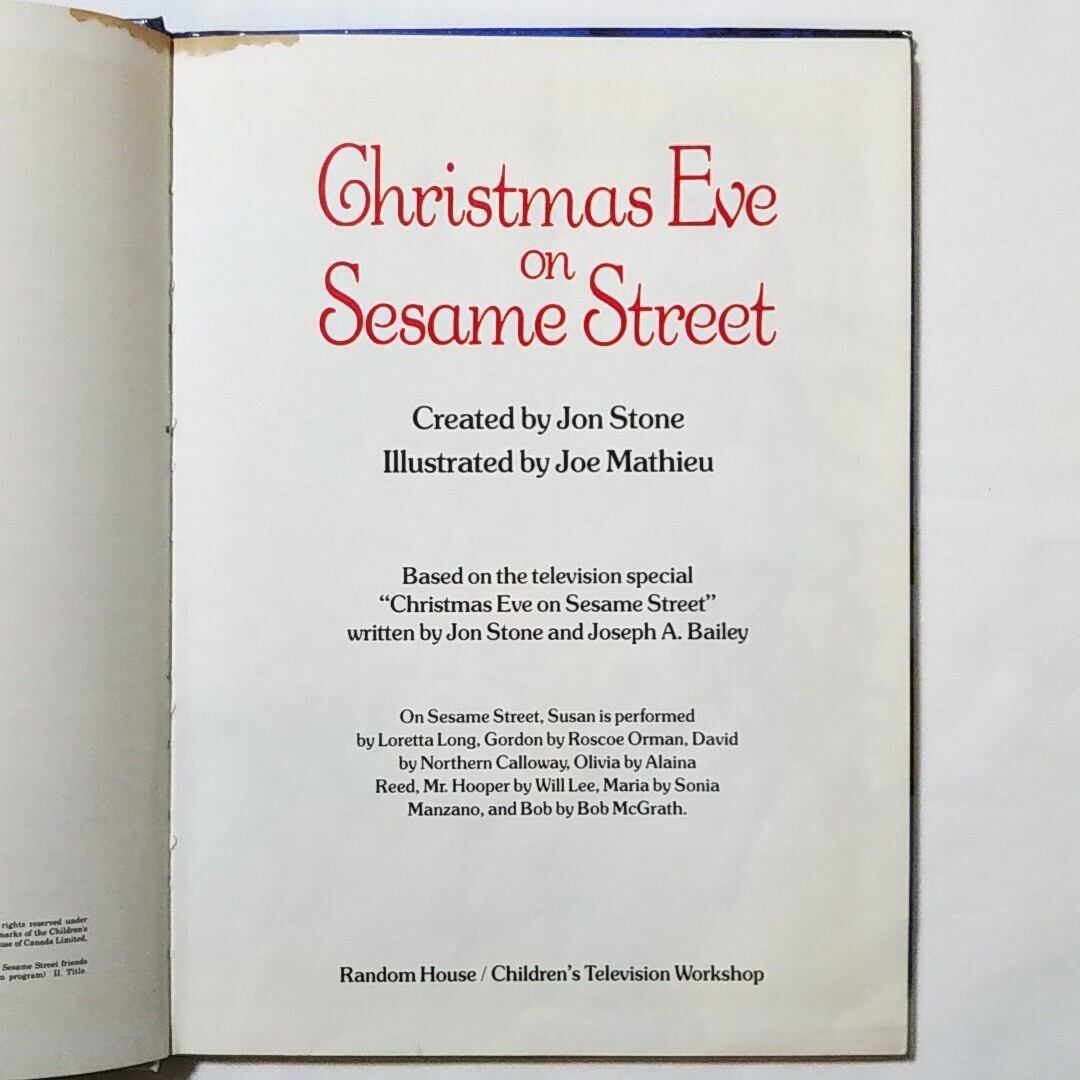 rights reserved under
marks of the Children's
use of Canada Limited,
Sesame Street friends
n program) II. Title.
Christmas Eve
on
Sesame Street
Created by Jon Stone
Illustrated by Joe Mathieu
Based on the television special
“Christmas Eve on Sesame Street”
written by Jon Stone and Joseph A. Bailey
On Sesame Street, Susan is performed
by Loretta Long, Gordon by Roscoe Orman, David
by Northern Calloway, Olivia by Alaina
Reed, Mr. Hooper by Will Lee, Maria by Sonia
Manzano, and Bob by Bob McGrath.
Random House / Children's Television Workshop